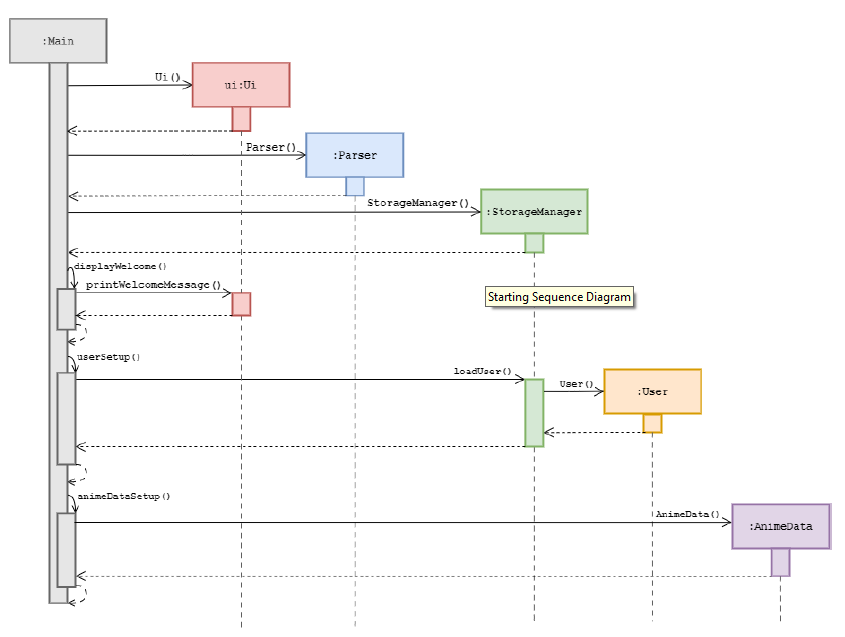 :Main
Ui()
ui:Ui
Parser()
:Parser
StorageManager()
:StorageManager
displayWelcome()
printWelcomeMessage()
Starting Sequence Diagram
userSetup()
loadUser()
User()
:User
animeDataSetup()
AnimeData()
:AnimeData